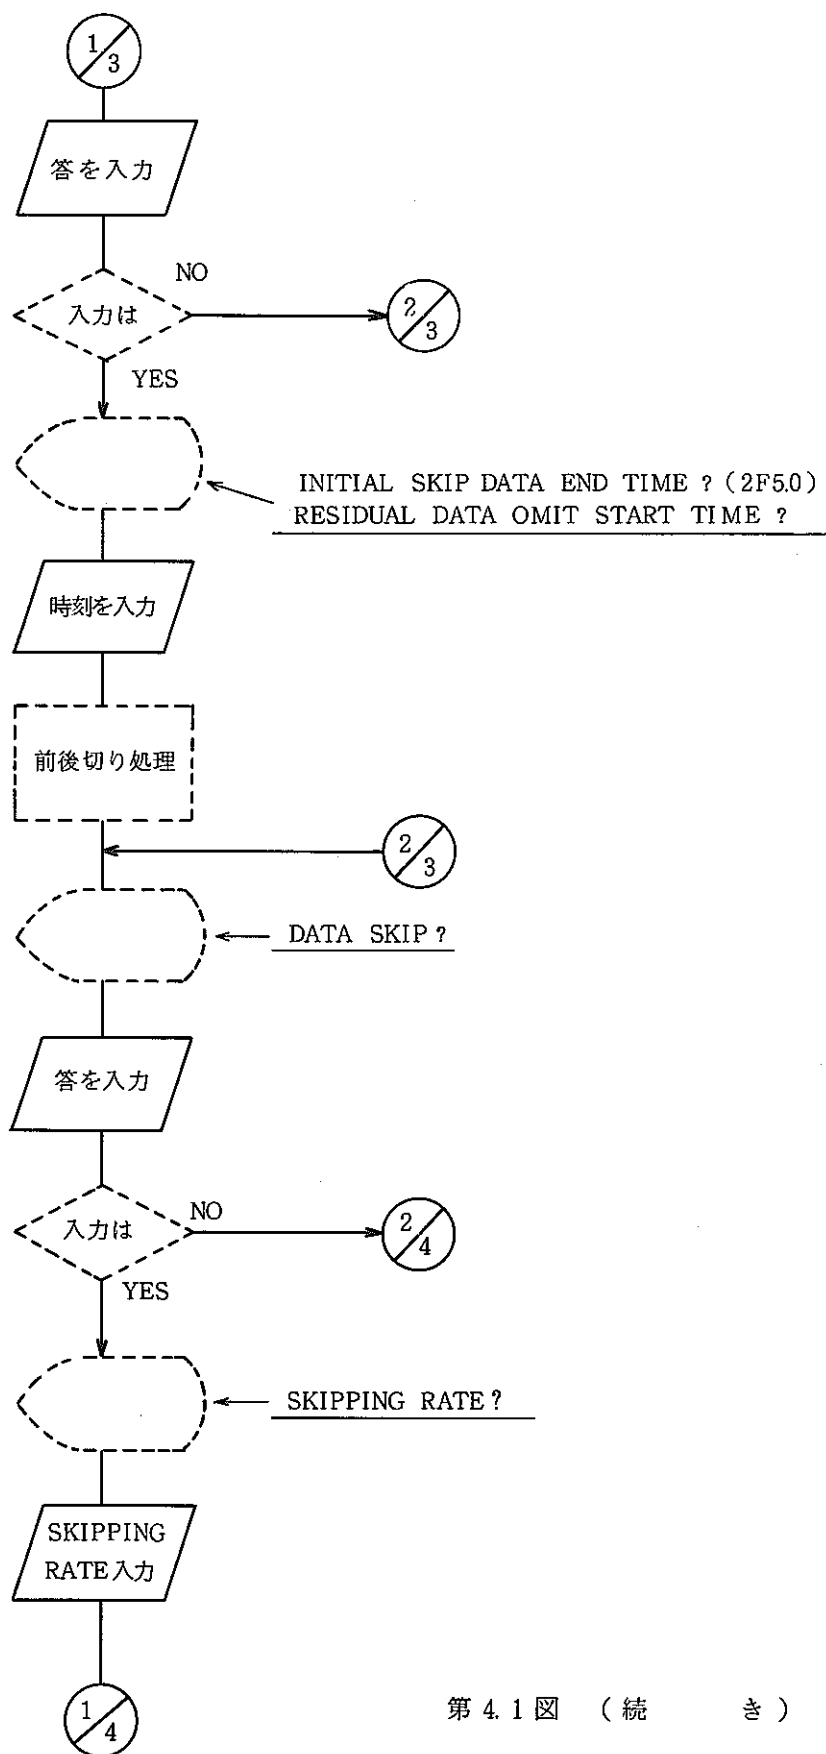 1/3
答を入力
NO
入力は
2/3
YES
INITIAL SKIP DATA END TIME ? (2F5.0)
RESIDUAL DATA OMIT START TIME ?
時刻を入力
前後切り処理
2/3
DATA SKIP ?
答を入力
NO
入力は
2/4
YES
SKIPPING RATE ?
SKIPPING
RATE入力
1/4
第 4.1 図 (続 き)